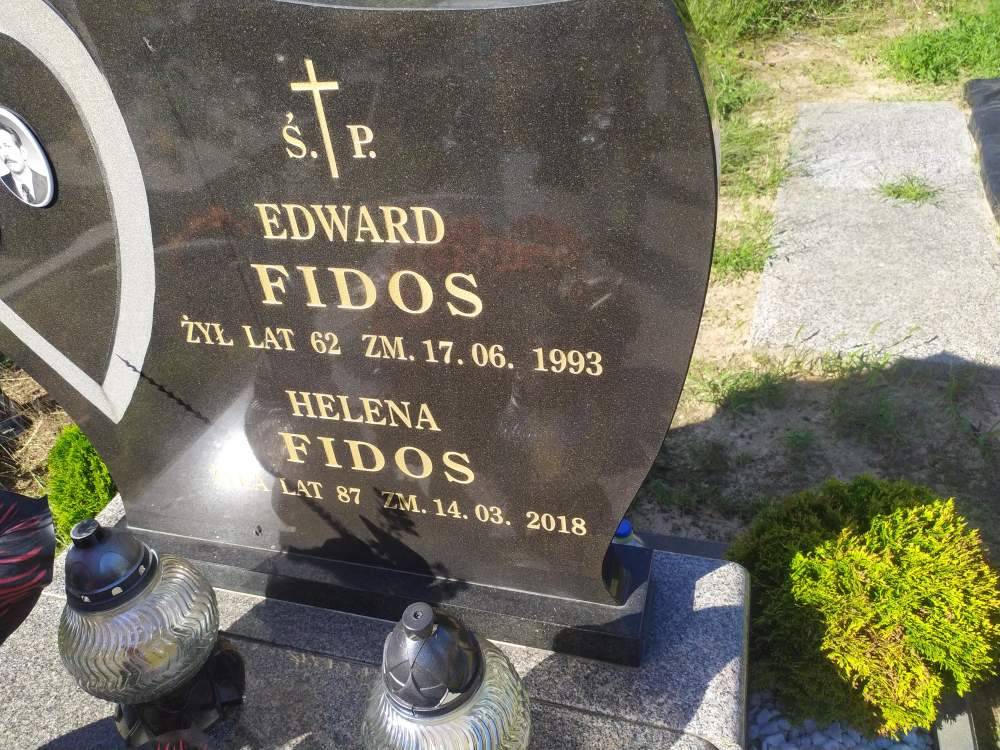 Ś. P.
EDWARD
FIDOS
ŻYŁ LAT 62 ZM. 17. 06. 1993
HELENA
FIDOS
LAT 87 ZM. 14. 03. 2018